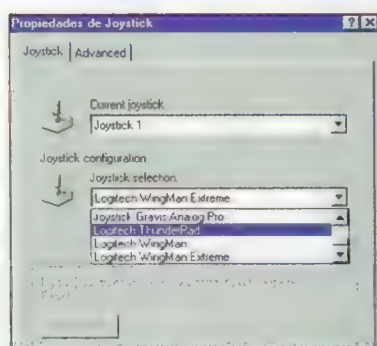 Propiedades de Joystick
Joystick
Advanced
Current joystick
Joystick 1
Joystick configuration
Joystick selection
Logitech WingMan Extreme
Joystick Gravis Analog Pro
Logitech ThunderPad
Logitech WingMan
Logitech WingMan Extreme